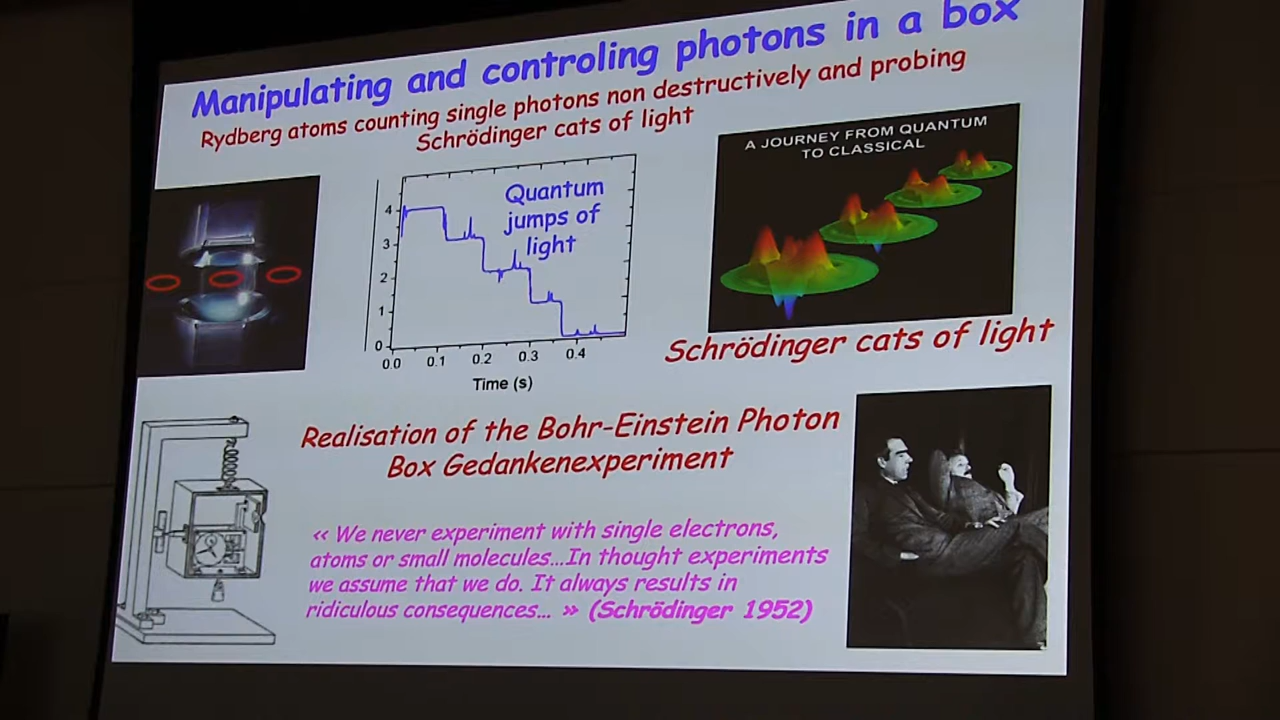 Manipulating and controling photons in a box
Rydberg atoms counting single photons non destructively and probing
Schrödinger cats of light
A JOURNEY FROM QUANTUM
TO CLASSICAL
Quantum
jumps of
light
4
3
2
1
0
0.0 0.1 0.2 0.3 0.4
Time (s)
Schrödinger cats of light
Realisation of the Bohr-Einstein Photon
Box Gedankenexperiment
« We never experiment with single electrons,
atoms or small molecules...In thought experiments
we assume that we do. It always results in
ridiculous consequences... » (Schrödinger 1952)